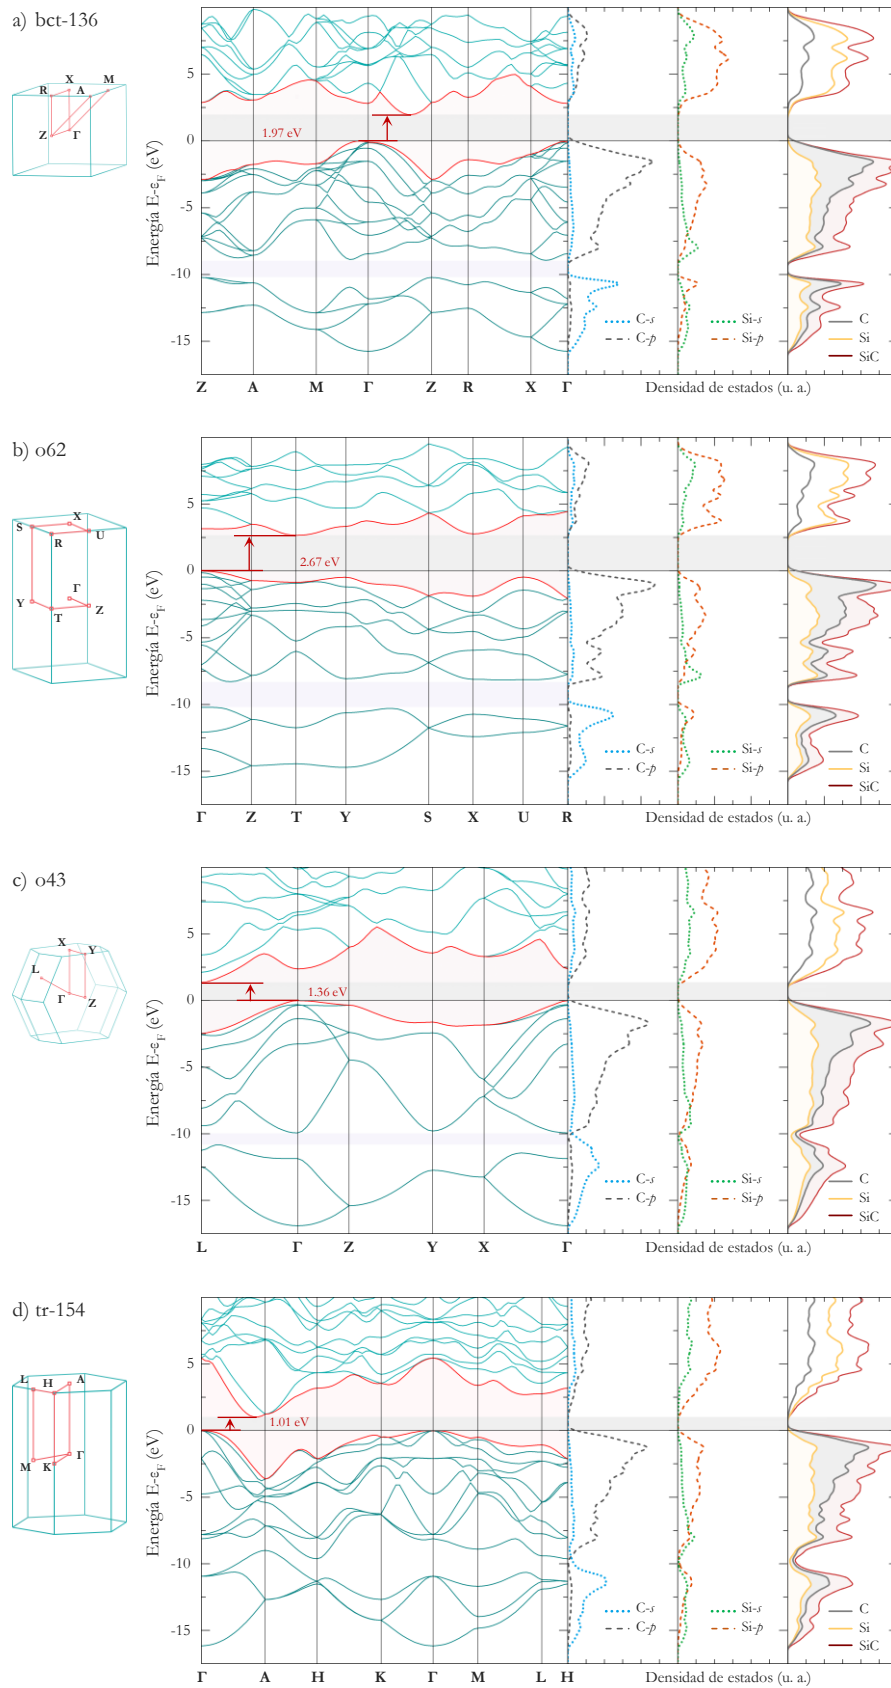 a) bct-136
X
M
R
A
Z
Γ
Energía E-ε_F (eV)
5
0
-5
-10
-15
1.97 eV
C-s
C-p
Si-s
Si-p
C
Si
SiC
Z A M Γ Z R X Γ
Densidad de estados (u. a.)
b) o62
X
S
R
U
Γ
Y
T
Z
Energía E-ε_F (eV)
5
0
-5
-10
-15
2.67 eV
C-s
C-p
Si-s
Si-p
C
Si
SiC
Γ Z T Y S X U R
Densidad de estados (u. a.)
c) o43
X
Y
L
Γ
Z
Energía E-ε_F (eV)
5
0
-5
-10
-15
1.36 eV
C-s
C-p
Si-s
Si-p
C
Si
SiC
L Γ Z Y X Γ
Densidad de estados (u. a.)
d) tr-154
L
H
A
Γ
M
K
Energía E-ε_F (eV)
5
0
-5
-10
-15
1.01 eV
C-s
C-p
Si-s
Si-p
C
Si
SiC
Γ A H K Γ M L H
Densidad de estados (u. a.)